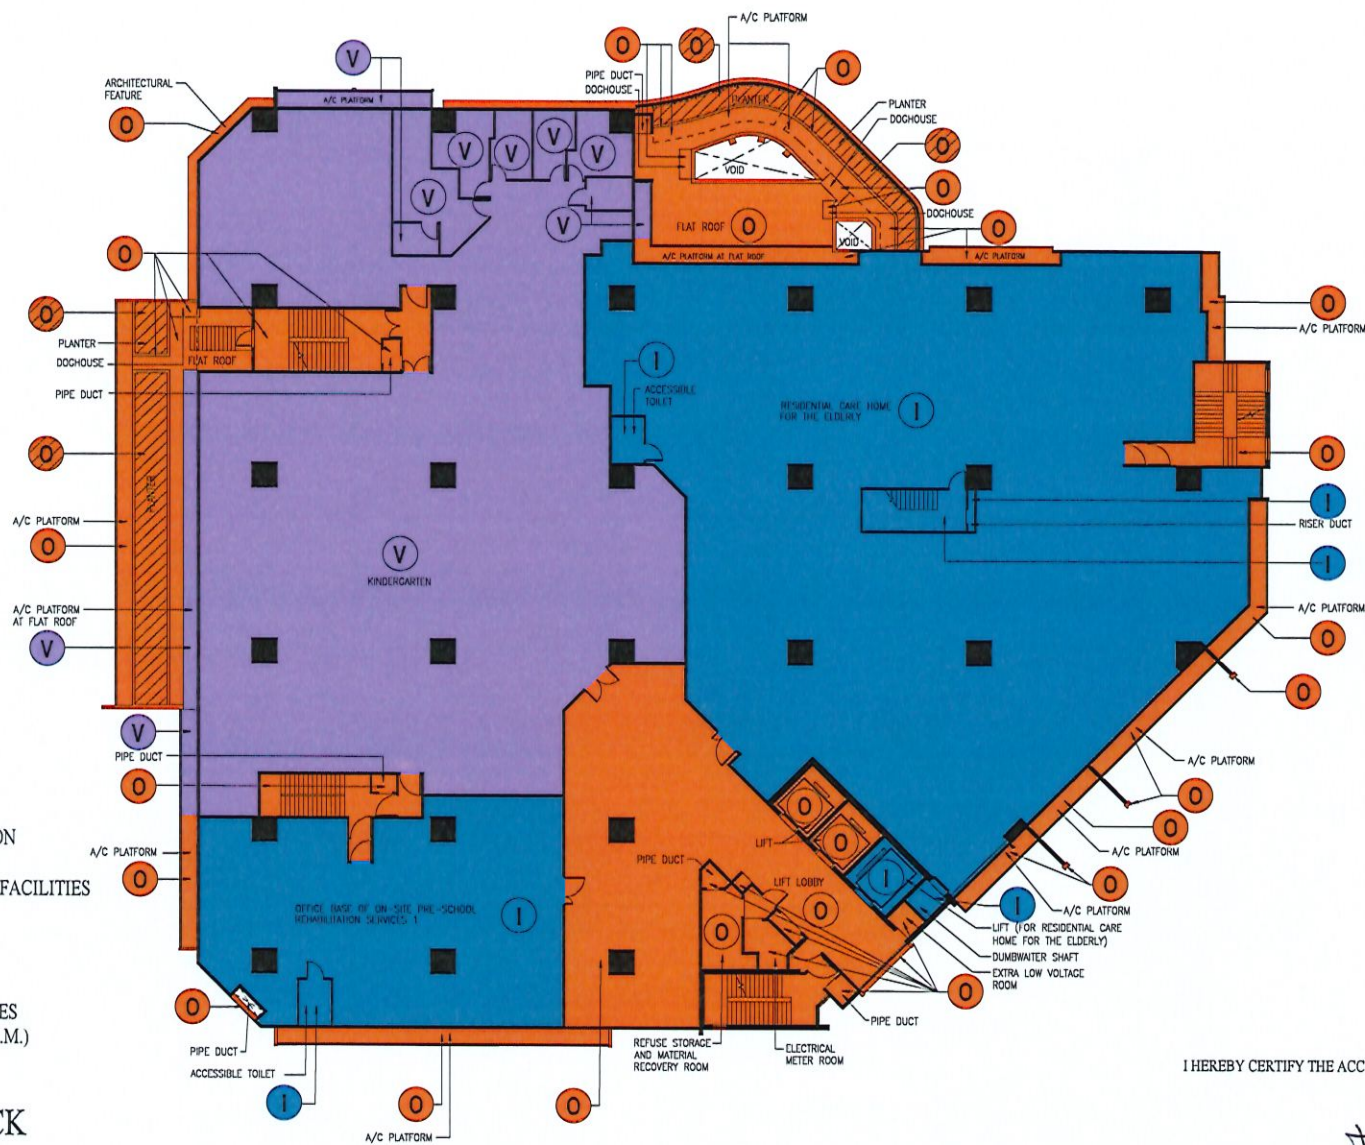 A/C PLATFORM
O
O
O
V
PIPE DUCT
DOGHOUSE
ARCHITECTURAL
FEATURE
A/C PLATFORM
PLANTER
PLANTER
DOGHOUSE
O
O
V
V
V
V
VOID
O
O
V
V
FLAT ROOF
O
DOGHOUSE
O
VOID
O
A/C PLATFORM AT FLAT ROOF
A/C PLATFORM
O
O
A/C PLATFORM
PLANTER
DOGHOUSE
FLAT ROOF
PIPE DUCT
I
ACCESSIBLE
TOILET
RESIDENTIAL CARE HOME
FOR THE ELDERLY
I
O
O
PLANTER
I
A/C PLATFORM
RISER DUCT
O
V
KINDERGARTEN
I
A/C PLATFORM
AT FLAT ROOF
A/C PLATFORM
V
O
O
V
PIPE DUCT
A/C PLATFORM
O
O
O
ON
LIFT
O
O
A/C PLATFORM
A/C PLATFORM
PIPE DUCT
O
FACILITIES
LIFT LOBBY
I
O
OFFICE BASE OF ON-SITE PRE-SCHOOL
REHABILITATION SERVICES 1
I
O
O
I
A/C PLATFORM
LIFT (FOR RESIDENTIAL CARE
HOME FOR THE ELDERLY)
DUMBWAITER SHAFT
EXTRA LOW VOLTAGE
ROOM
O
O
ES
.M.)
PIPE DUCT
PIPE DUCT
ACCESSIBLE TOILET
REFUSE STORAGE
AND MATERIAL
RECOVERY ROOM
ELECTRICAL
METER ROOM
I HEREBY CERTIFY THE ACC
I
O
O
CK
A/C PLATFORM